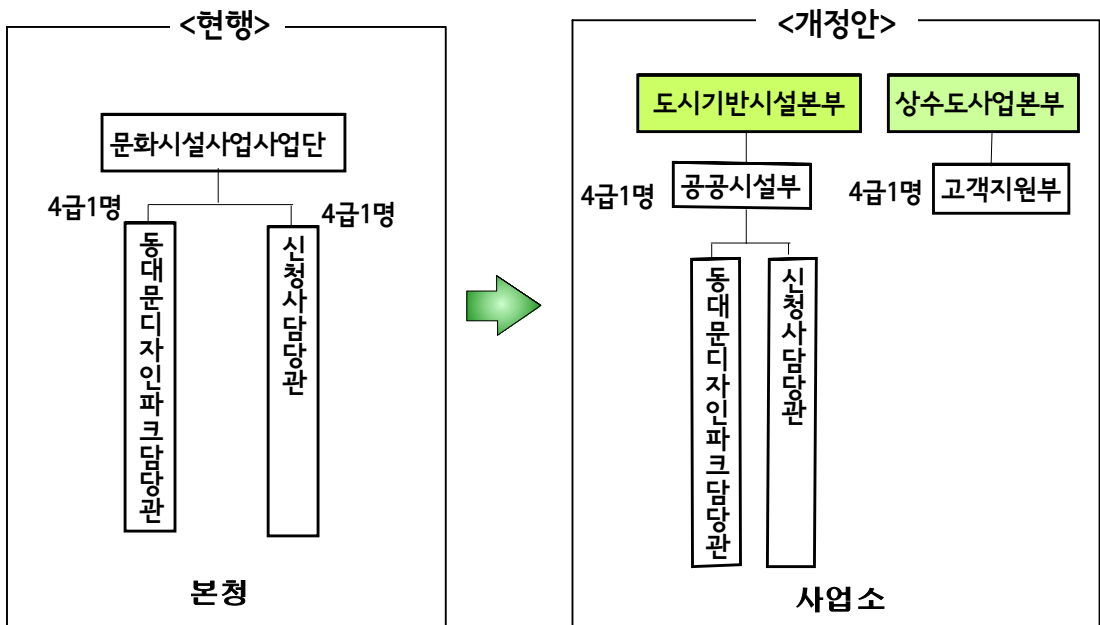 <현행>
문화시설사업사업단
4급1명
4급1명
동대문디자인파크담당관
신청사담당관
본청
<개정안>
도시기반시설본부
상수도사업본부
4급1명
공공시설부
4급1명
고객지원부
동대문디자인파크담당관
신청사담당관
사업소